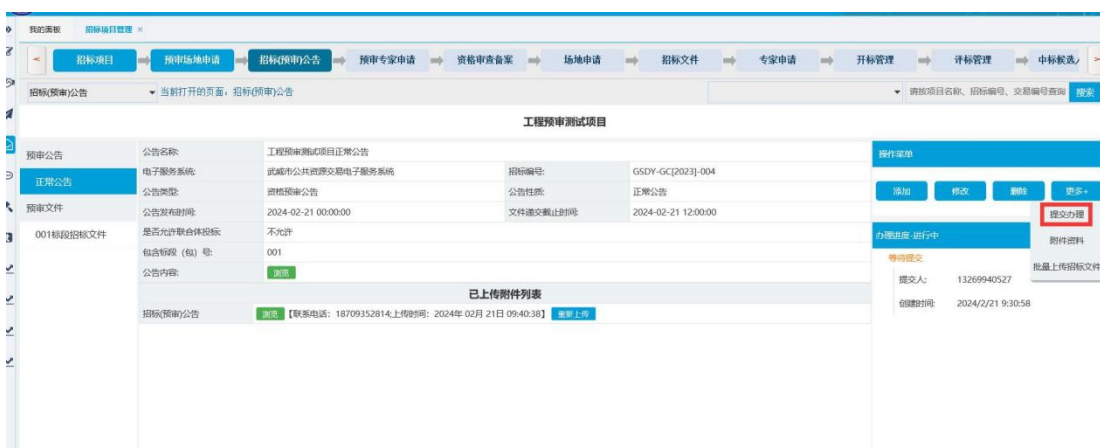 我的面板 招标项目管理 ×
< 招标项目 预审场地申请 招标(预审)公告 预审专家申请 资格审查备案 场地申请 招标文件 专家申请 开标管理 评标管理 中标候选 >
招标(预审)公告 当前打开的页面：招标(预审)公告 请按项目名称、招标编号、交易编号查询 搜索
工程预审测试项目
预审公告
正常公告
预审文件
001标段招标文件
公告名称: 工程预审测试项目正常公告
电子服务系统: 武威市公共资源交易电子服务系统 招标编号: GSDY-GC[2023]-004
公告类型: 资格预审公告 公告性质: 正常公告
公告发布时间: 2024-02-21 00:00:00 文件递交截止时间: 2024-02-21 12:00:00
是否允许联合体投标: 不允许
包含标段（包）号: 001
公告内容: 浏览
已上传附件列表
招标(预审)公告 浏览 【联系电话：18709352814;上传时间：2024年 02月 21日 09:40:38】 重新上传
操作菜单
添加 修改 删除 更多+
提交办理
附件资料
批量上传招标文件
办理进度-进行中
等待提交
提交人: 13269940527
创建时间: 2024/2/21 9:30:58